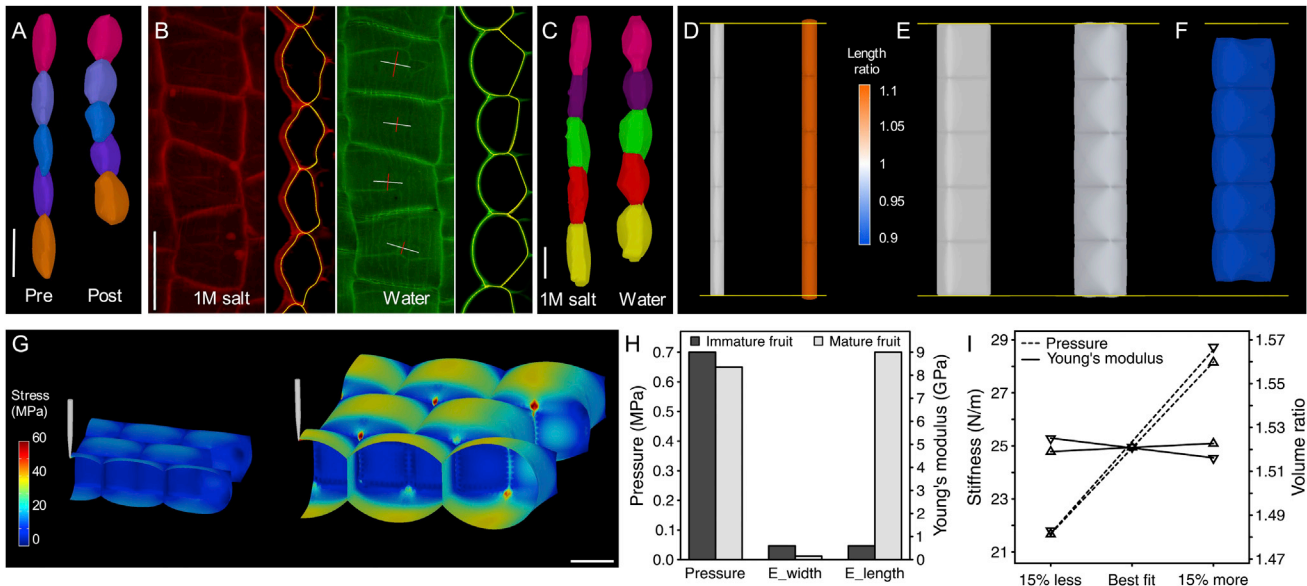 A
Pre
Post
B
1M salt
Water
C
1M salt
Water
D
Length
ratio
1.1
1.05
1
0.95
0.9
E
F
G
Stress
(MPa)
60
40
20
0
H
Immature fruit
Mature fruit
Pressure (MPa)
0.7
0.6
0.5
0.4
0.3
0.2
0.1
0.0
9
8
7
6
5
4
3
2
1
0
Young's modulus (GPa)
Pressure
E_width
E_length
I
Pressure
Young's modulus
Stiffness (N/m)
29
27
25
23
21
1.57
1.55
1.53
1.51
1.49
1.47
Volume ratio
15% less
Best fit
15% more